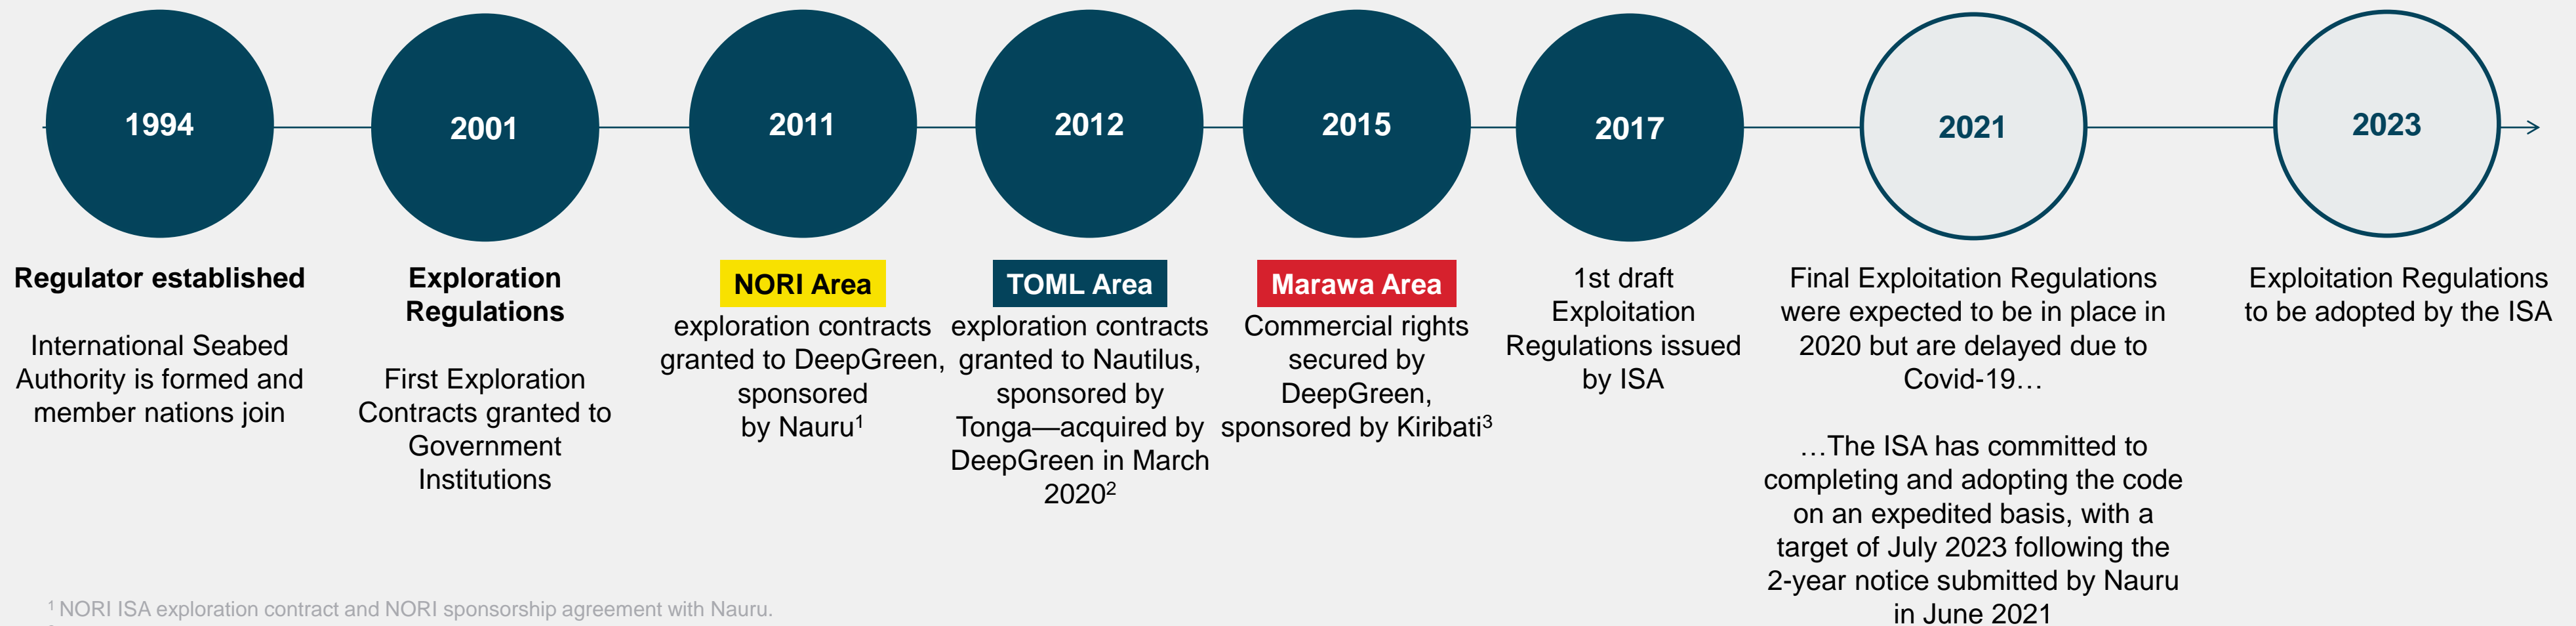 1994
2001
2011
2012
2015
2017
2021
2023
Regulator established
International Seabed
Authority is formed and
member nations join
Exploration
Regulations
First Exploration
Contracts granted to
Government
Institutions
NORI Area
exploration contracts
granted to DeepGreen,
sponsored
by Nauru¹
TOML Area
exploration contracts
granted to Nautilus,
sponsored by
Tonga—acquired by
DeepGreen in March
2020²
Marawa Area
Commercial rights
secured by
DeepGreen,
sponsored by Kiribati³
1st draft
Exploitation
Regulations issued
by ISA
Final Exploitation Regulations
were expected to be in place in
2020 but are delayed due to
Covid-19…
…The ISA has committed to
completing and adopting the code
on an expedited basis, with a
target of July 2023 following the
2-year notice submitted by Nauru
in June 2021
Exploitation Regulations
to be adopted by the ISA
¹ NORI ISA exploration contract and NORI sponsorship agreement with Nauru.